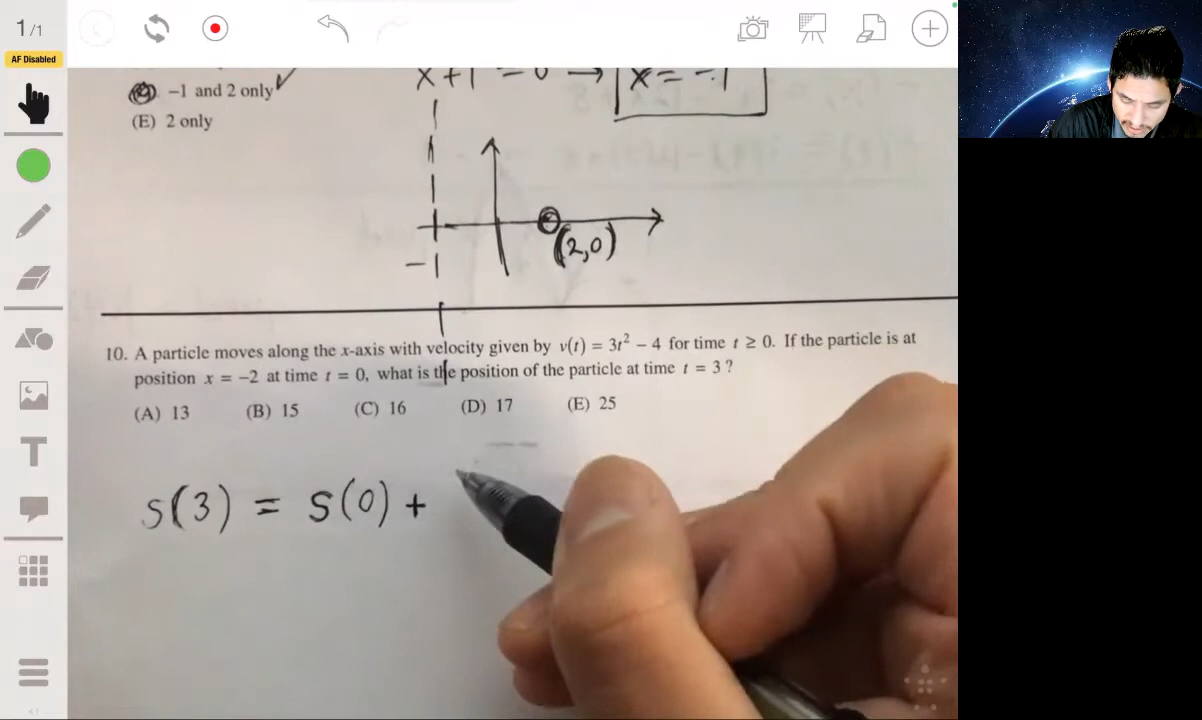 1/1
AF Disabled
x+1 = 0 → x = -1
-1 and 2 only
(E) 2 only
(2,0)
-1
10. A particle moves along the x-axis with velocity given by v(t) = 3t² − 4 for time t ≥ 0. If the particle is at
position x = −2 at time t = 0, what is the position of the particle at time t = 3 ?
(A) 13 (B) 15 (C) 16 (D) 17 (E) 25
s(3) = s(0) +